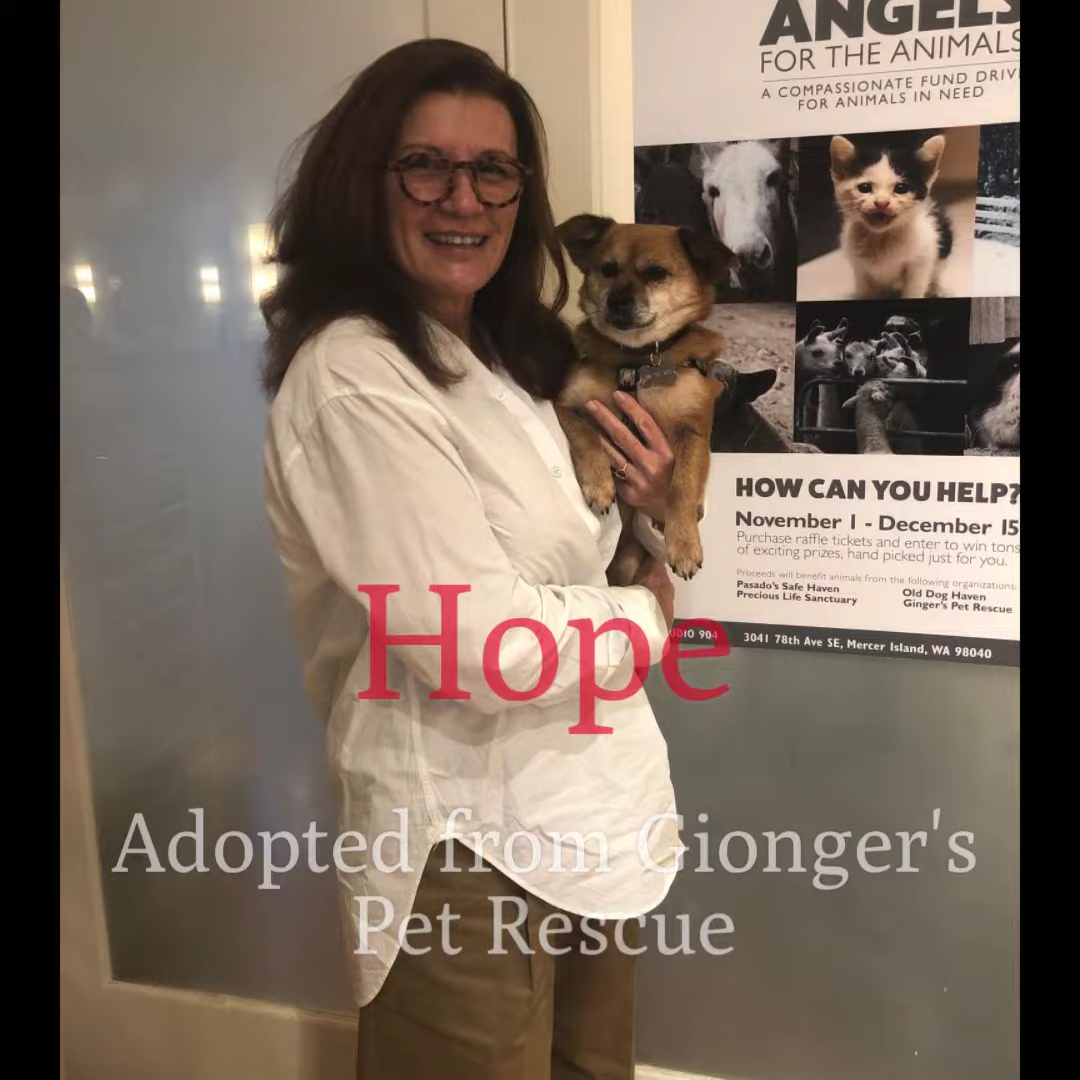 ANGELS
FOR THE ANIMALS
A COMPASSIONATE FUND DRIV
FOR ANIMALS IN NEED
HOW CAN YOU HELP?
November 1 - December 15
Purchase raffle tickets and enter to win tons
of exciting prizes, hand picked just for you.
Proceeds will benefit animals from the following organizations:
Pasado's Safe Haven
Precious Life Sanctuary
Old Dog Haven
Ginger's Pet Rescue
UDIO 904 3041 78th Ave SE, Mercer Island, WA 98040
Hope
Adopted from Gionger's
Pet Rescue